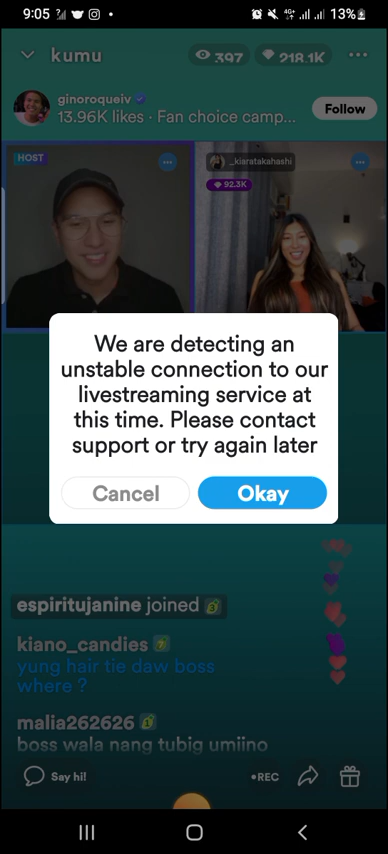 9:05
4G+
13%
kumu
397
218.1K
ginoroqueiv
13.96K likes · Fan choice camp...
Follow
HOST
_kiaratakahashi
92.3K
We are detecting an
unstable connection to our
livestreaming service at
this time. Please contact
support or try again later
Cancel
Okay
espiritujanine joined 3
kiano_candies
yung hair tie daw boss
where ?
malia262626 1
boss wala nang tubig umiino
Say hi!
•REC